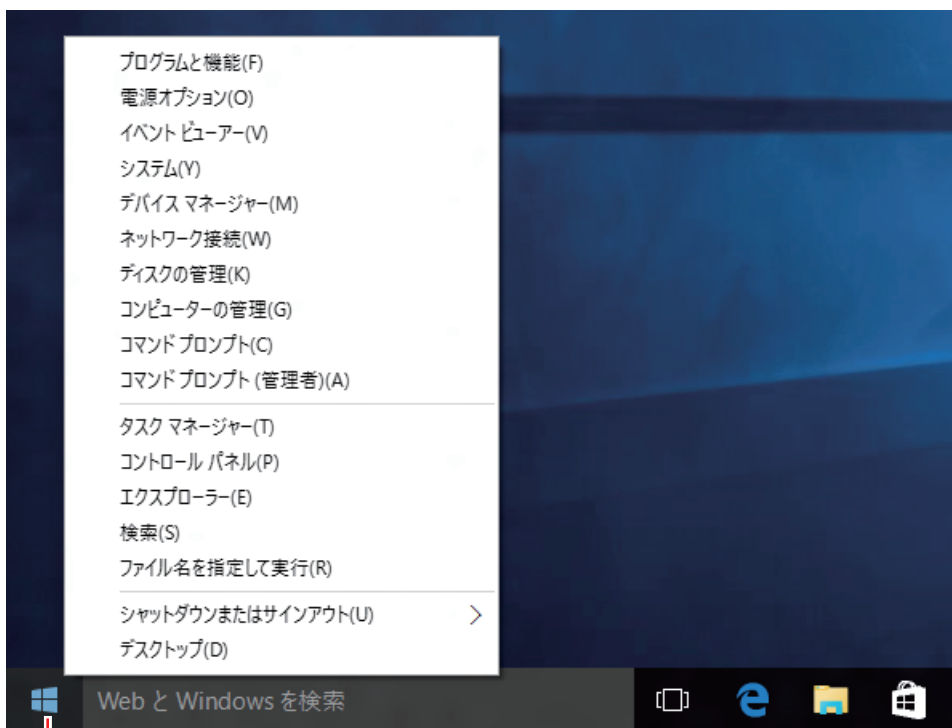 プログラムと機能(F)
電源オプション(O)
イベント ビューアー(V)
システム(Y)
デバイス マネージャー(M)
ネットワーク接続(W)
ディスクの管理(K)
コンピューターの管理(G)
コマンド プロンプト(C)
コマンド プロンプト (管理者)(A)
タスク マネージャー(T)
コントロール パネル(P)
エクスプローラー(E)
検索(S)
ファイル名を指定して実行(R)
シャットダウンまたはサインアウト(U)
デスクトップ(D)
Web と Windows を検索